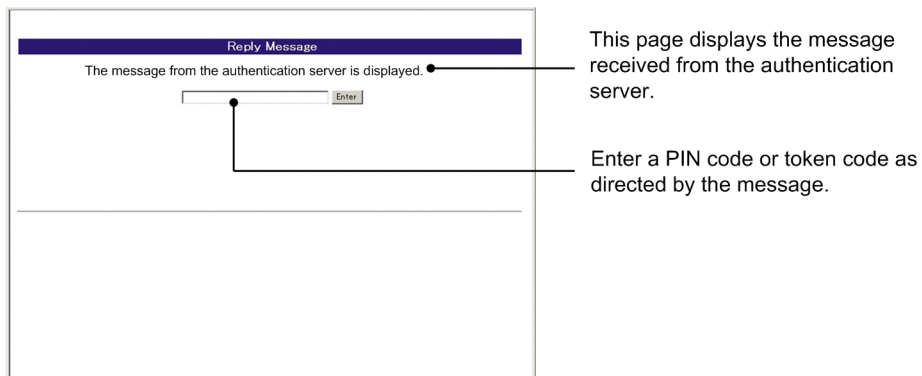 Reply Message
The message from the authentication server is displayed.
Enter
This page displays the message
received from the authentication
server.
Enter a PIN code or token code as
directed by the message.